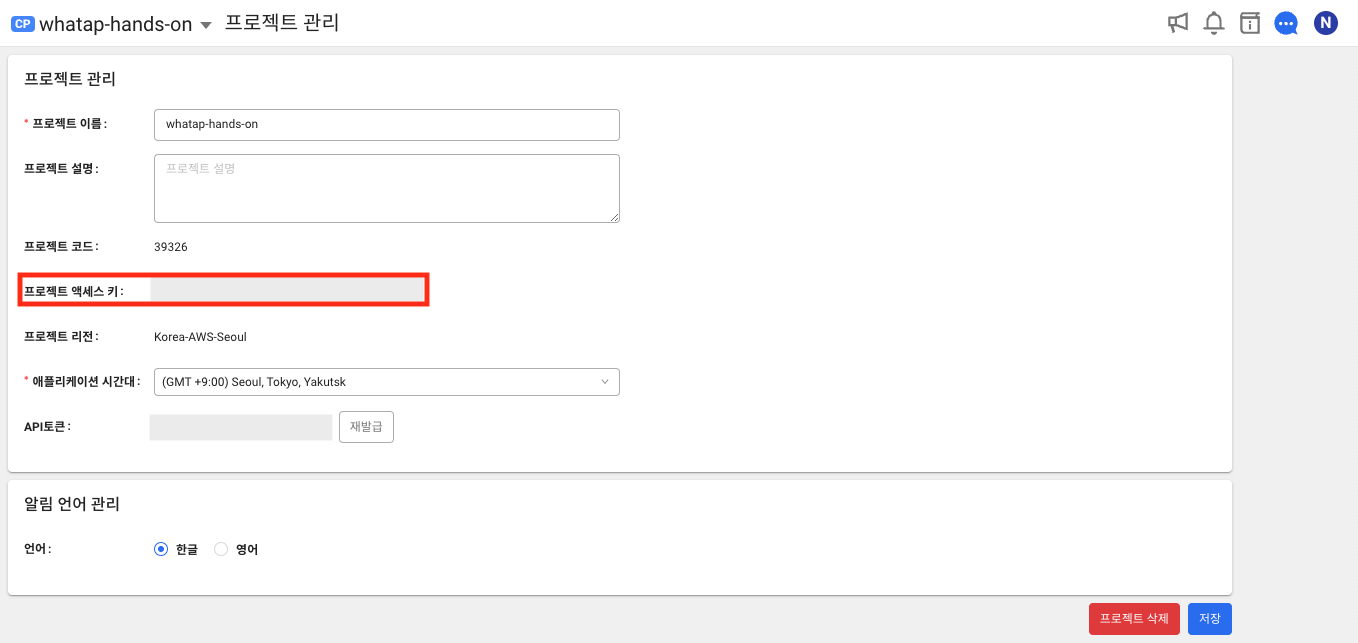 CP whatap-hands-on 프로젝트 관리 N
프로젝트 관리
* 프로젝트 이름 : whatap-hands-on
프로젝트 설명 : 프로젝트 설명
프로젝트 코드 : 39326
프로젝트 액세스 키 :
프로젝트 리전 : Korea-AWS-Seoul
* 애플리케이션 시간대 : (GMT +9:00) Seoul, Tokyo, Yakutsk
API토큰 : 재발급
알림 언어 관리
언어 : 한글 영어
프로젝트 삭제 저장